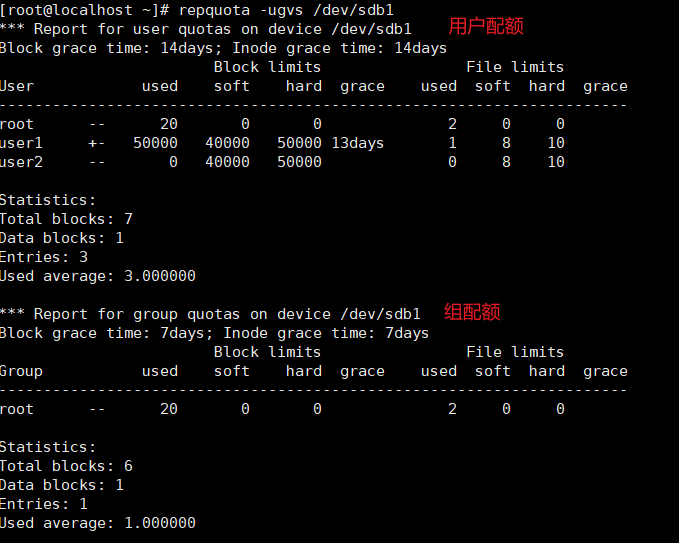 [root@localhost ~]# repquota -ugvs /dev/sdb1
*** Report for user quotas on device /dev/sdb1 用户配额
Block grace time: 14days; Inode grace time: 14days
Block limits File limits
User used soft hard grace used soft hard grace
----------------------------------------------------------------------
root -- 20 0 0 2 0 0
user1 +- 50000 40000 50000 13days 1 8 10
user2 -- 0 40000 50000 0 8 10
Statistics:
Total blocks: 7
Data blocks: 1
Entries: 3
Used average: 3.000000
*** Report for group quotas on device /dev/sdb1 组配额
Block grace time: 7days; Inode grace time: 7days
Block limits File limits
Group used soft hard grace used soft hard grace
----------------------------------------------------------------------
root -- 20 0 0 2 0 0
Statistics:
Total blocks: 6
Data blocks: 1
Entries: 1
Used average: 1.000000